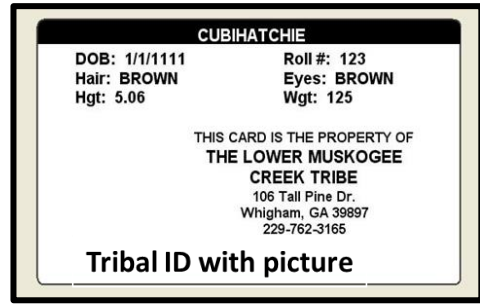 CUBIHATCHIE
DOB: 1/1/1111 Roll #: 123
Hair: BROWN Eyes: BROWN
Hgt: 5.06 Wgt: 125
THIS CARD IS THE PROPERTY OF
THE LOWER MUSKOGEE
CREEK TRIBE
106 Tall Pine Dr.
Whigham, GA 39897
229-762-3165
Tribal ID with picture